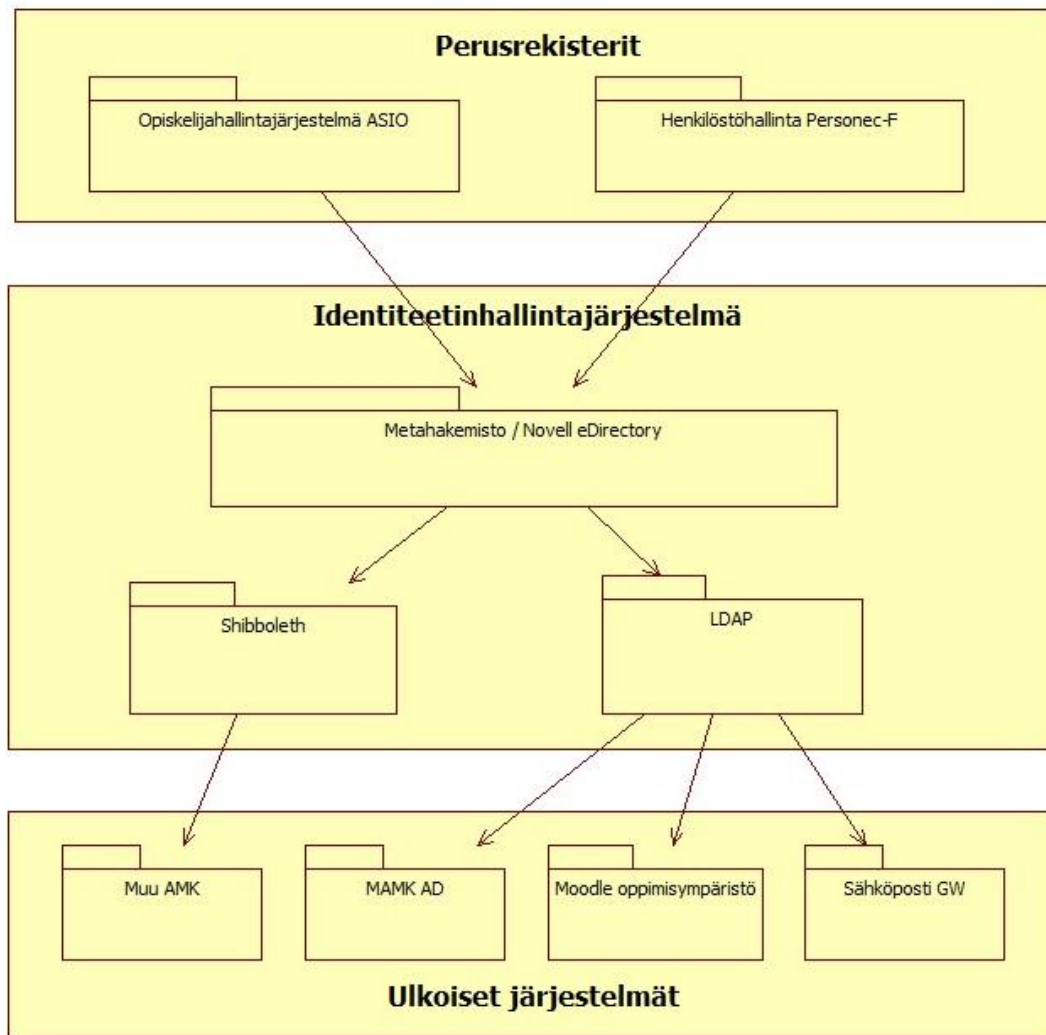 Perusrekisterit
Opiskelijahallintajärjestelmä ASIO
Henkilöstöhallinta Personec-F
Identiteetinhallintajärjestelmä
Metahakemisto / Novell eDirectory
Shibboleth
LDAP
Muu AMK
MAMK AD
Moodle oppimisympäristö
Sähköposti GW
Ulkoiset järjestelmät